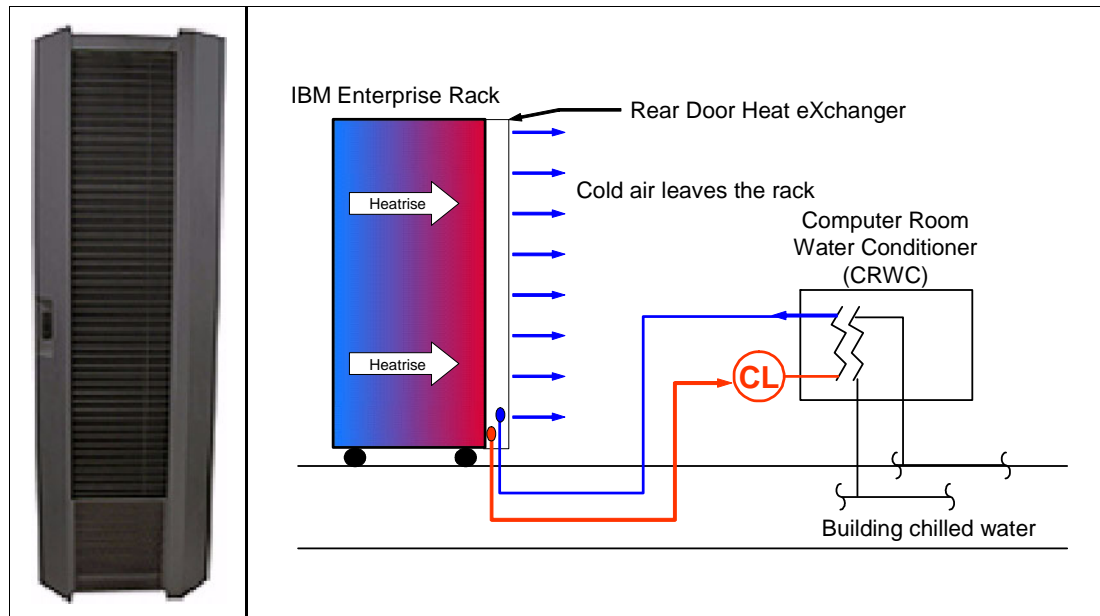 IBM Enterprise Rack
Rear Door Heat eXchanger
Heatrise
Cold air leaves the rack
Computer Room
Water Conditioner
(CRWC)
Heatrise
CL
Building chilled water